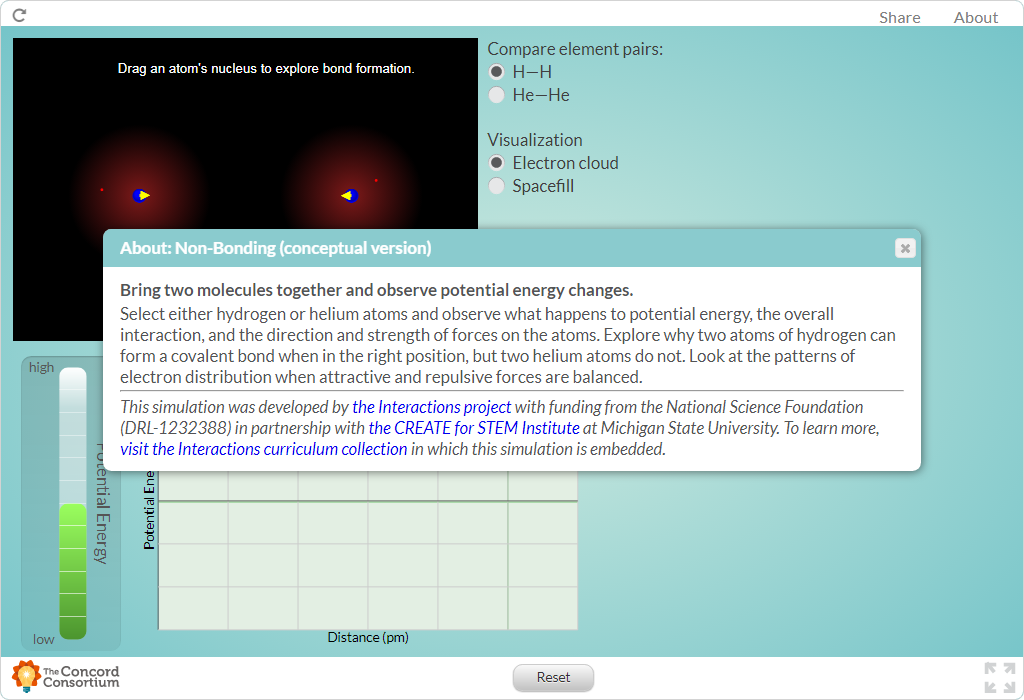 Share About
Drag an atom's nucleus to explore bond formation.
Compare element pairs:
H—H
He—He
Visualization
Electron cloud
Spacefill
About: Non-Bonding (conceptual version)
Bring two molecules together and observe potential energy changes.
Select either hydrogen or helium atoms and observe what happens to potential energy, the overall
interaction, and the direction and strength of forces on the atoms. Explore why two atoms of hydrogen can
form a covalent bond when in the right position, but two helium atoms do not. Look at the patterns of
electron distribution when attractive and repulsive forces are balanced.
This simulation was developed by the Interactions project with funding from the National Science Foundation
(DRL-1232388) in partnership with the CREATE for STEM Institute at Michigan State University. To learn more,
visit the Interactions curriculum collection in which this simulation is embedded.
high
Potential Energy
low
Potential Ene
Distance (pm)
The Concord
Consortium
Reset